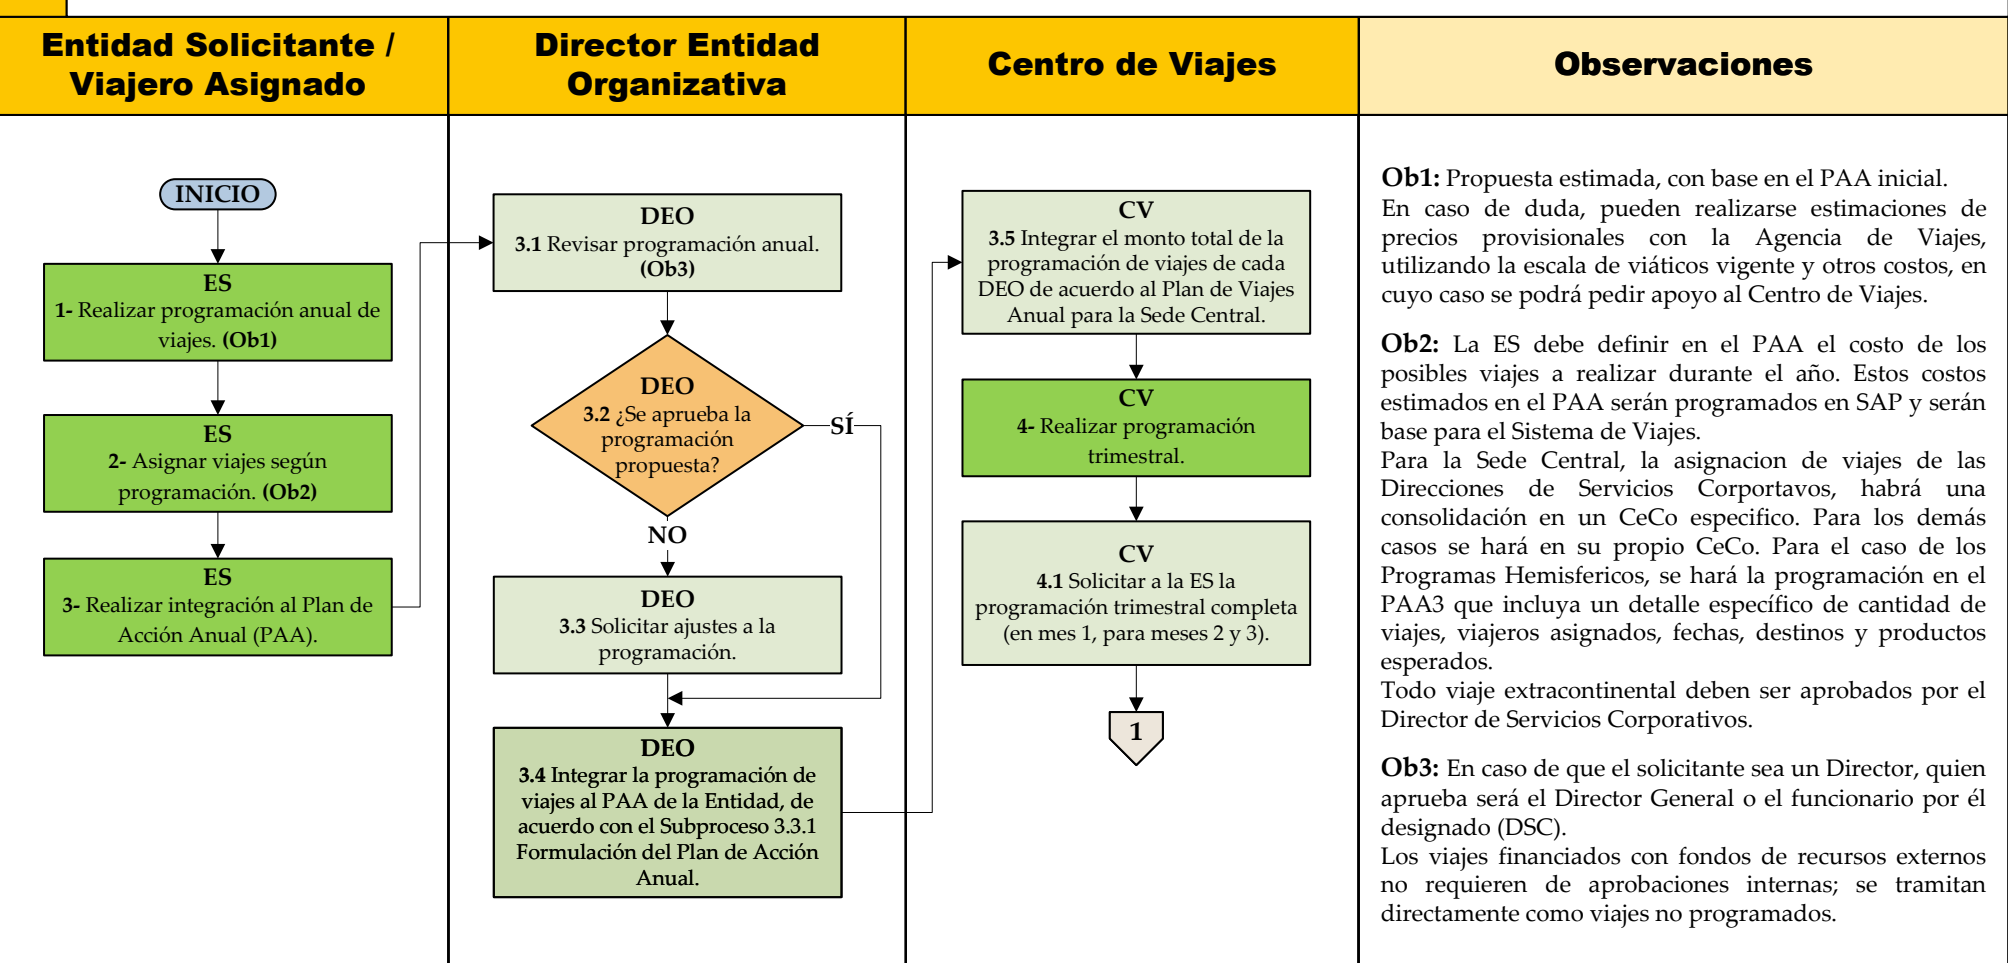 Entidad Solicitante /
Viajero Asignado
Director Entidad
Organizativa
Centro de Viajes
Observaciones
INICIO
ES
1- Realizar programación anual de
viajes. (Ob1)
ES
2- Asignar viajes según
programación. (Ob2)
ES
3- Realizar integración al Plan de
Acción Anual (PAA).
DEO
3.1 Revisar programación anual.
(Ob3)
DEO
3.2 ¿Se aprueba la
programación
propuesta?
SÍ
NO
DEO
3.3 Solicitar ajustes a la
programación.
DEO
3.4 Integrar la programación de
viajes al PAA de la Entidad, de
acuerdo con el Subproceso 3.3.1
Formulación del Plan de Acción
Anual.
CV
3.5 Integrar el monto total de la
programación de viajes de cada
DEO de acuerdo al Plan de Viajes
Anual para la Sede Central.
CV
4- Realizar programación
trimestral.
CV
4.1 Solicitar a la ES la
programación trimestral completa
(en mes 1, para meses 2 y 3).
1
Ob1: Propuesta estimada, con base en el PAA inicial.
En caso de duda, pueden realizarse estimaciones de
precios provisionales con la Agencia de Viajes,
utilizando la escala de viáticos vigente y otros costos, en
cuyo caso se podrá pedir apoyo al Centro de Viajes.
Ob2: La ES debe definir en el PAA el costo de los
posibles viajes a realizar durante el año. Estos costos
estimados en el PAA serán programados en SAP y serán
base para el Sistema de Viajes.
Para la Sede Central, la asignacion de viajes de las
Direcciones de Servicios Corportavos, habrá una
consolidación en un CeCo especifico. Para los demás
casos se hará en su propio CeCo. Para el caso de los
Programas Hemisfericos, se hará la programación en el
PAA3 que incluya un detalle específico de cantidad de
viajes, viajeros asignados, fechas, destinos y productos
esperados.
Todo viaje extracontinental deben ser aprobados por el
Director de Servicios Corporativos.
Ob3: En caso de que el solicitante sea un Director, quien
aprueba será el Director General o el funcionario por él
designado (DSC).
Los viajes financiados con fondos de recursos externos
no requieren de aprobaciones internas; se tramitan
directamente como viajes no programados.